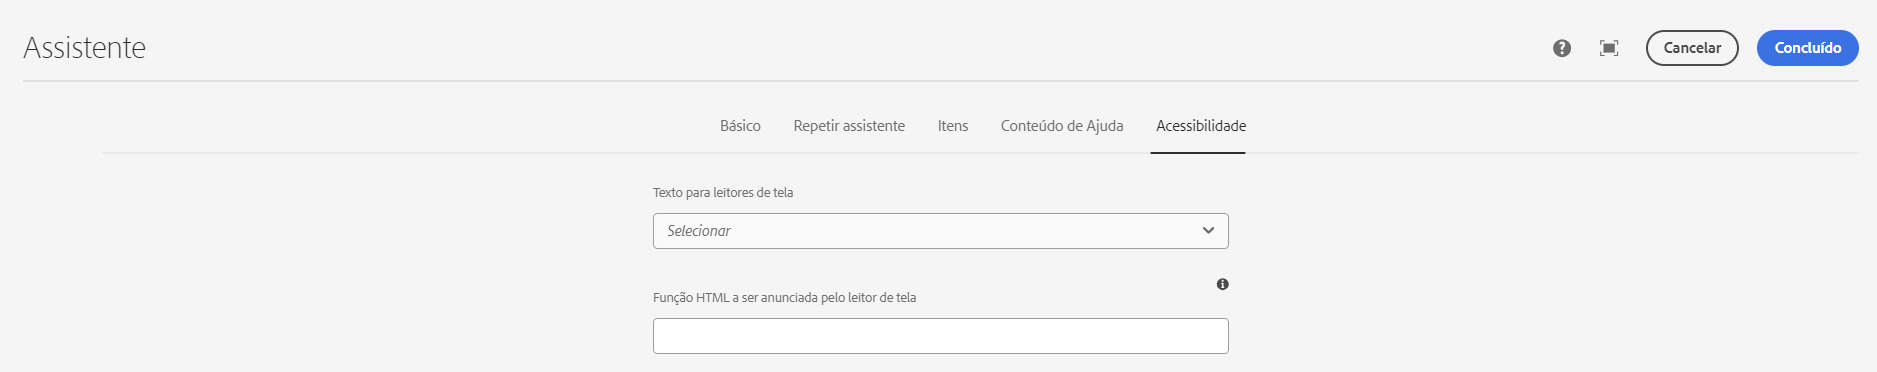 Assistente
Cancelar
Concluído
Básico
Repetir assistente
Itens
Conteúdo de Ajuda
Acessibilidade
Texto para leitores de tela
Selecionar
Função HTML a ser anunciada pelo leitor de tela